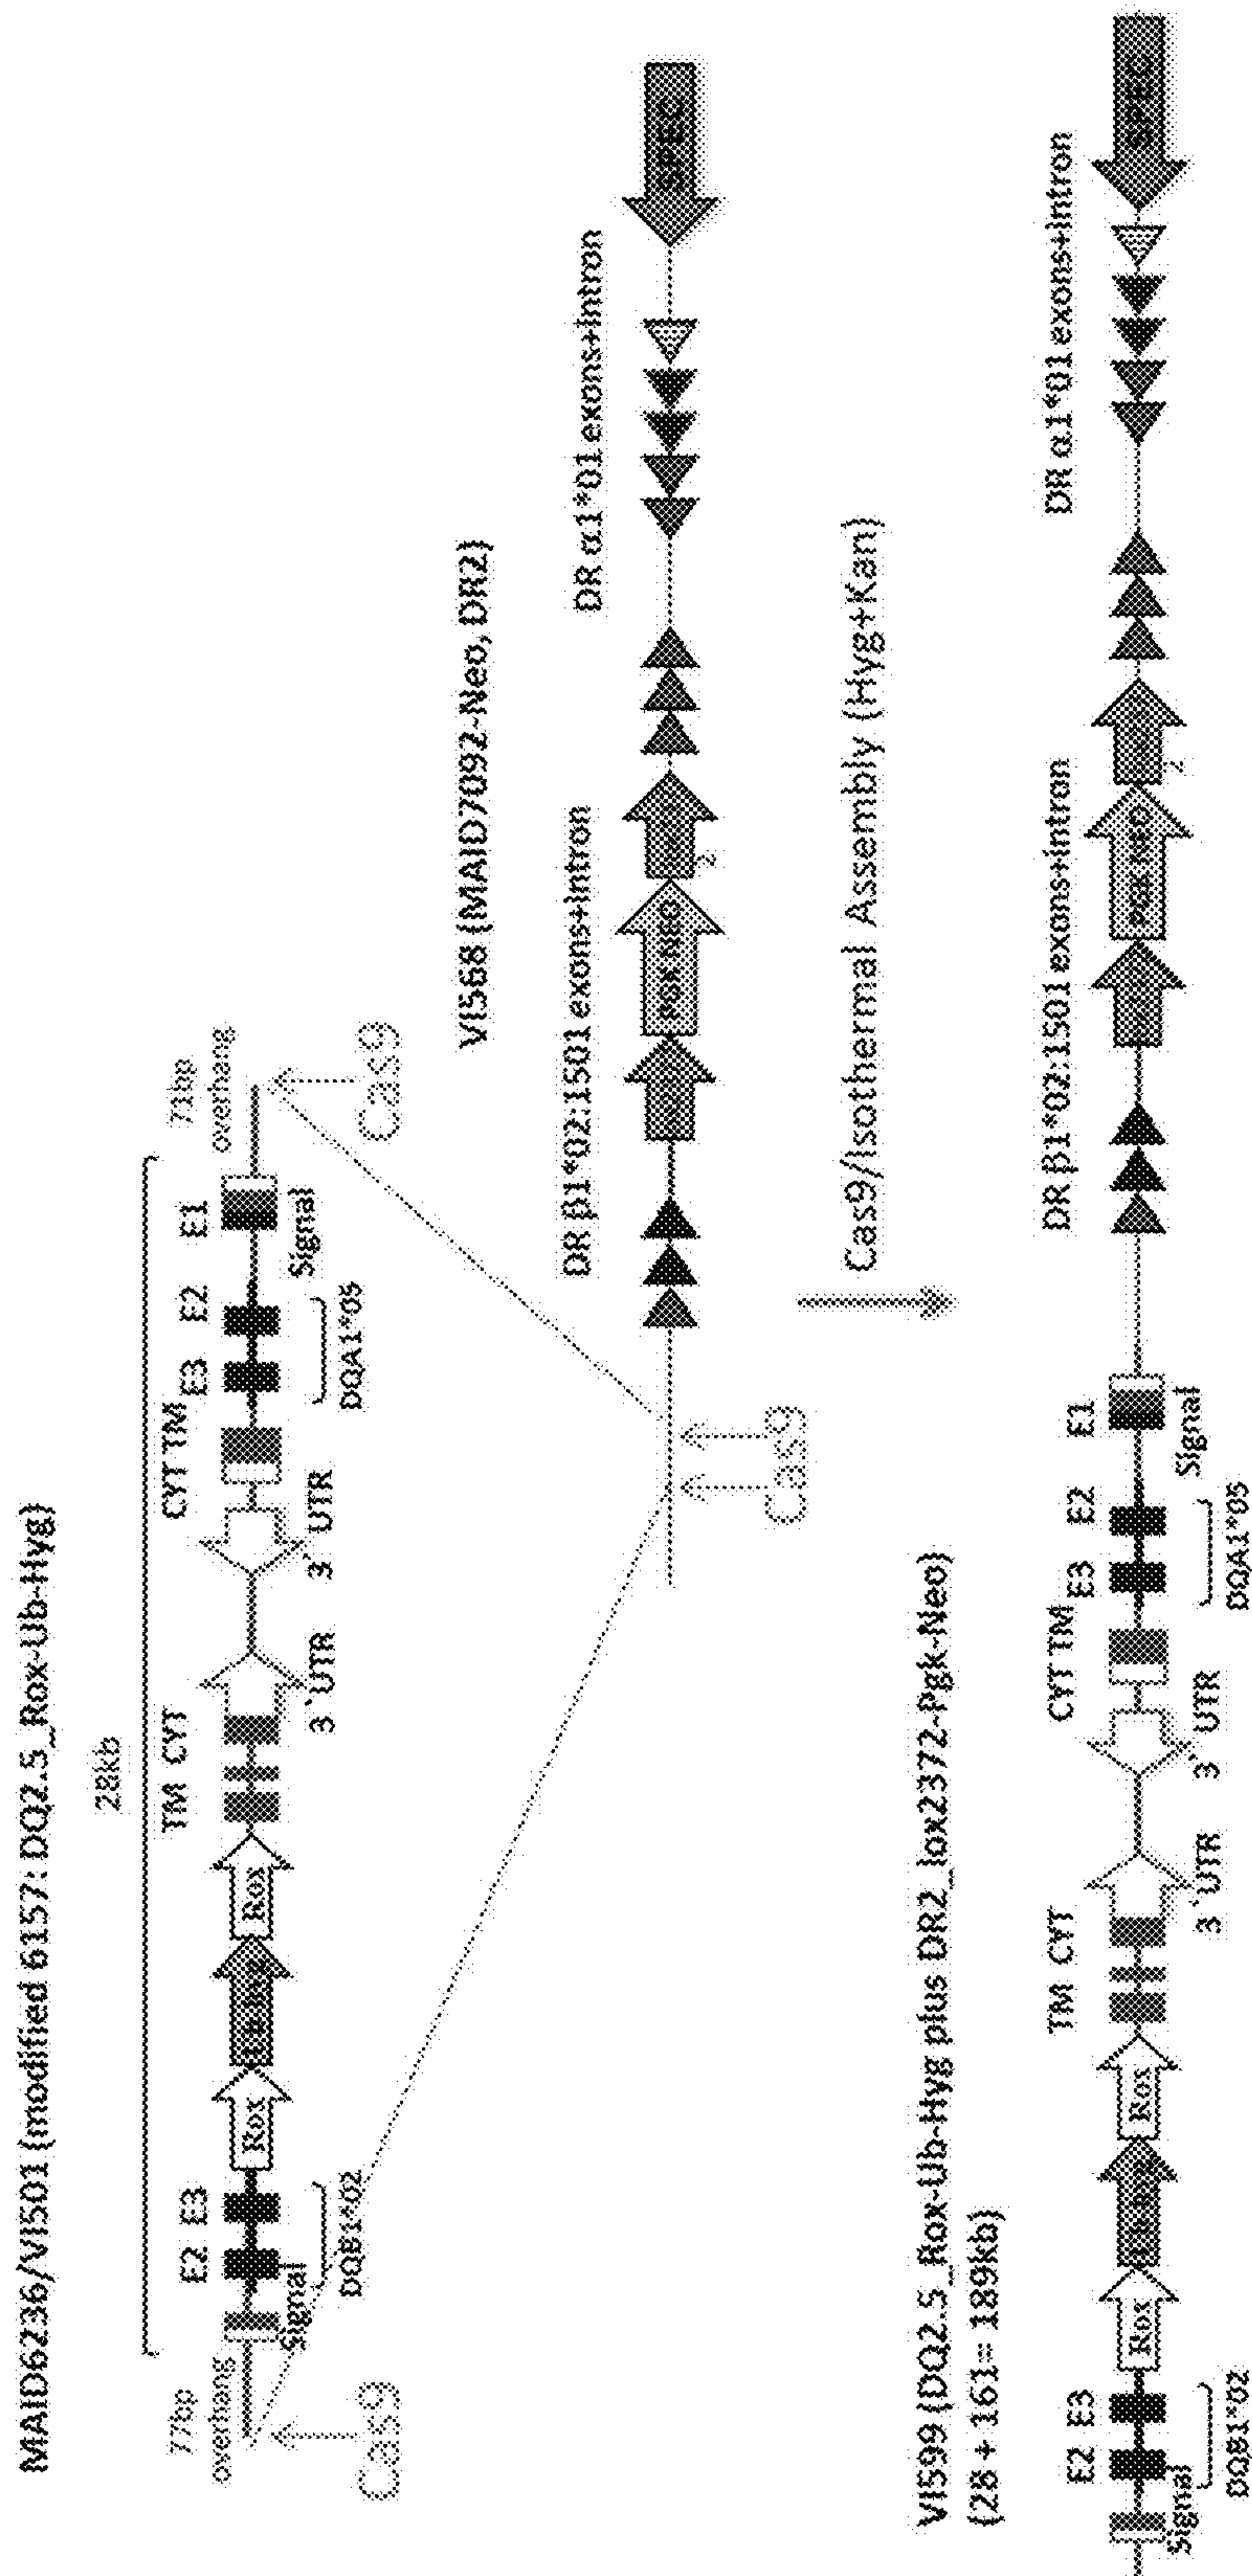 MAID6236/VI501 (modified 6157: DQ2.5_Rox-Ub-Hyg)
28kb
77bp
overhang
E2 E3
TM CYT
CYT TM
E3 E2 E1
71bp
overhang
Rox
Rox
Signal
DQB1*02
3`UTR
3` UTR
DQA1*05
Signal
Cas9
Cas9
VI568 (MAID7092-Neo, DR2)
DR β1*02:1501 exons+intron
DR α1*01 exons+intron
PGK NEO
2
SPEC
Cas9
Cas9/Isothermal Assembly (Hyg+Kan)
VI599 (DQ2.5_Rox-Ub-Hyg plus DR2_lox2372-Pgk-Neo)
(28 + 161= 189kb)
E2 E3
TM CYT
CYT TM
E3 E2 E1
DR β1*02:1501 exons+intron
DR α1*01 exons+intron
Rox
Rox
PGK NEO
2
SPEC
Signal
DQB1*02
3`UTR
3` UTR
DQA1*05
Signal